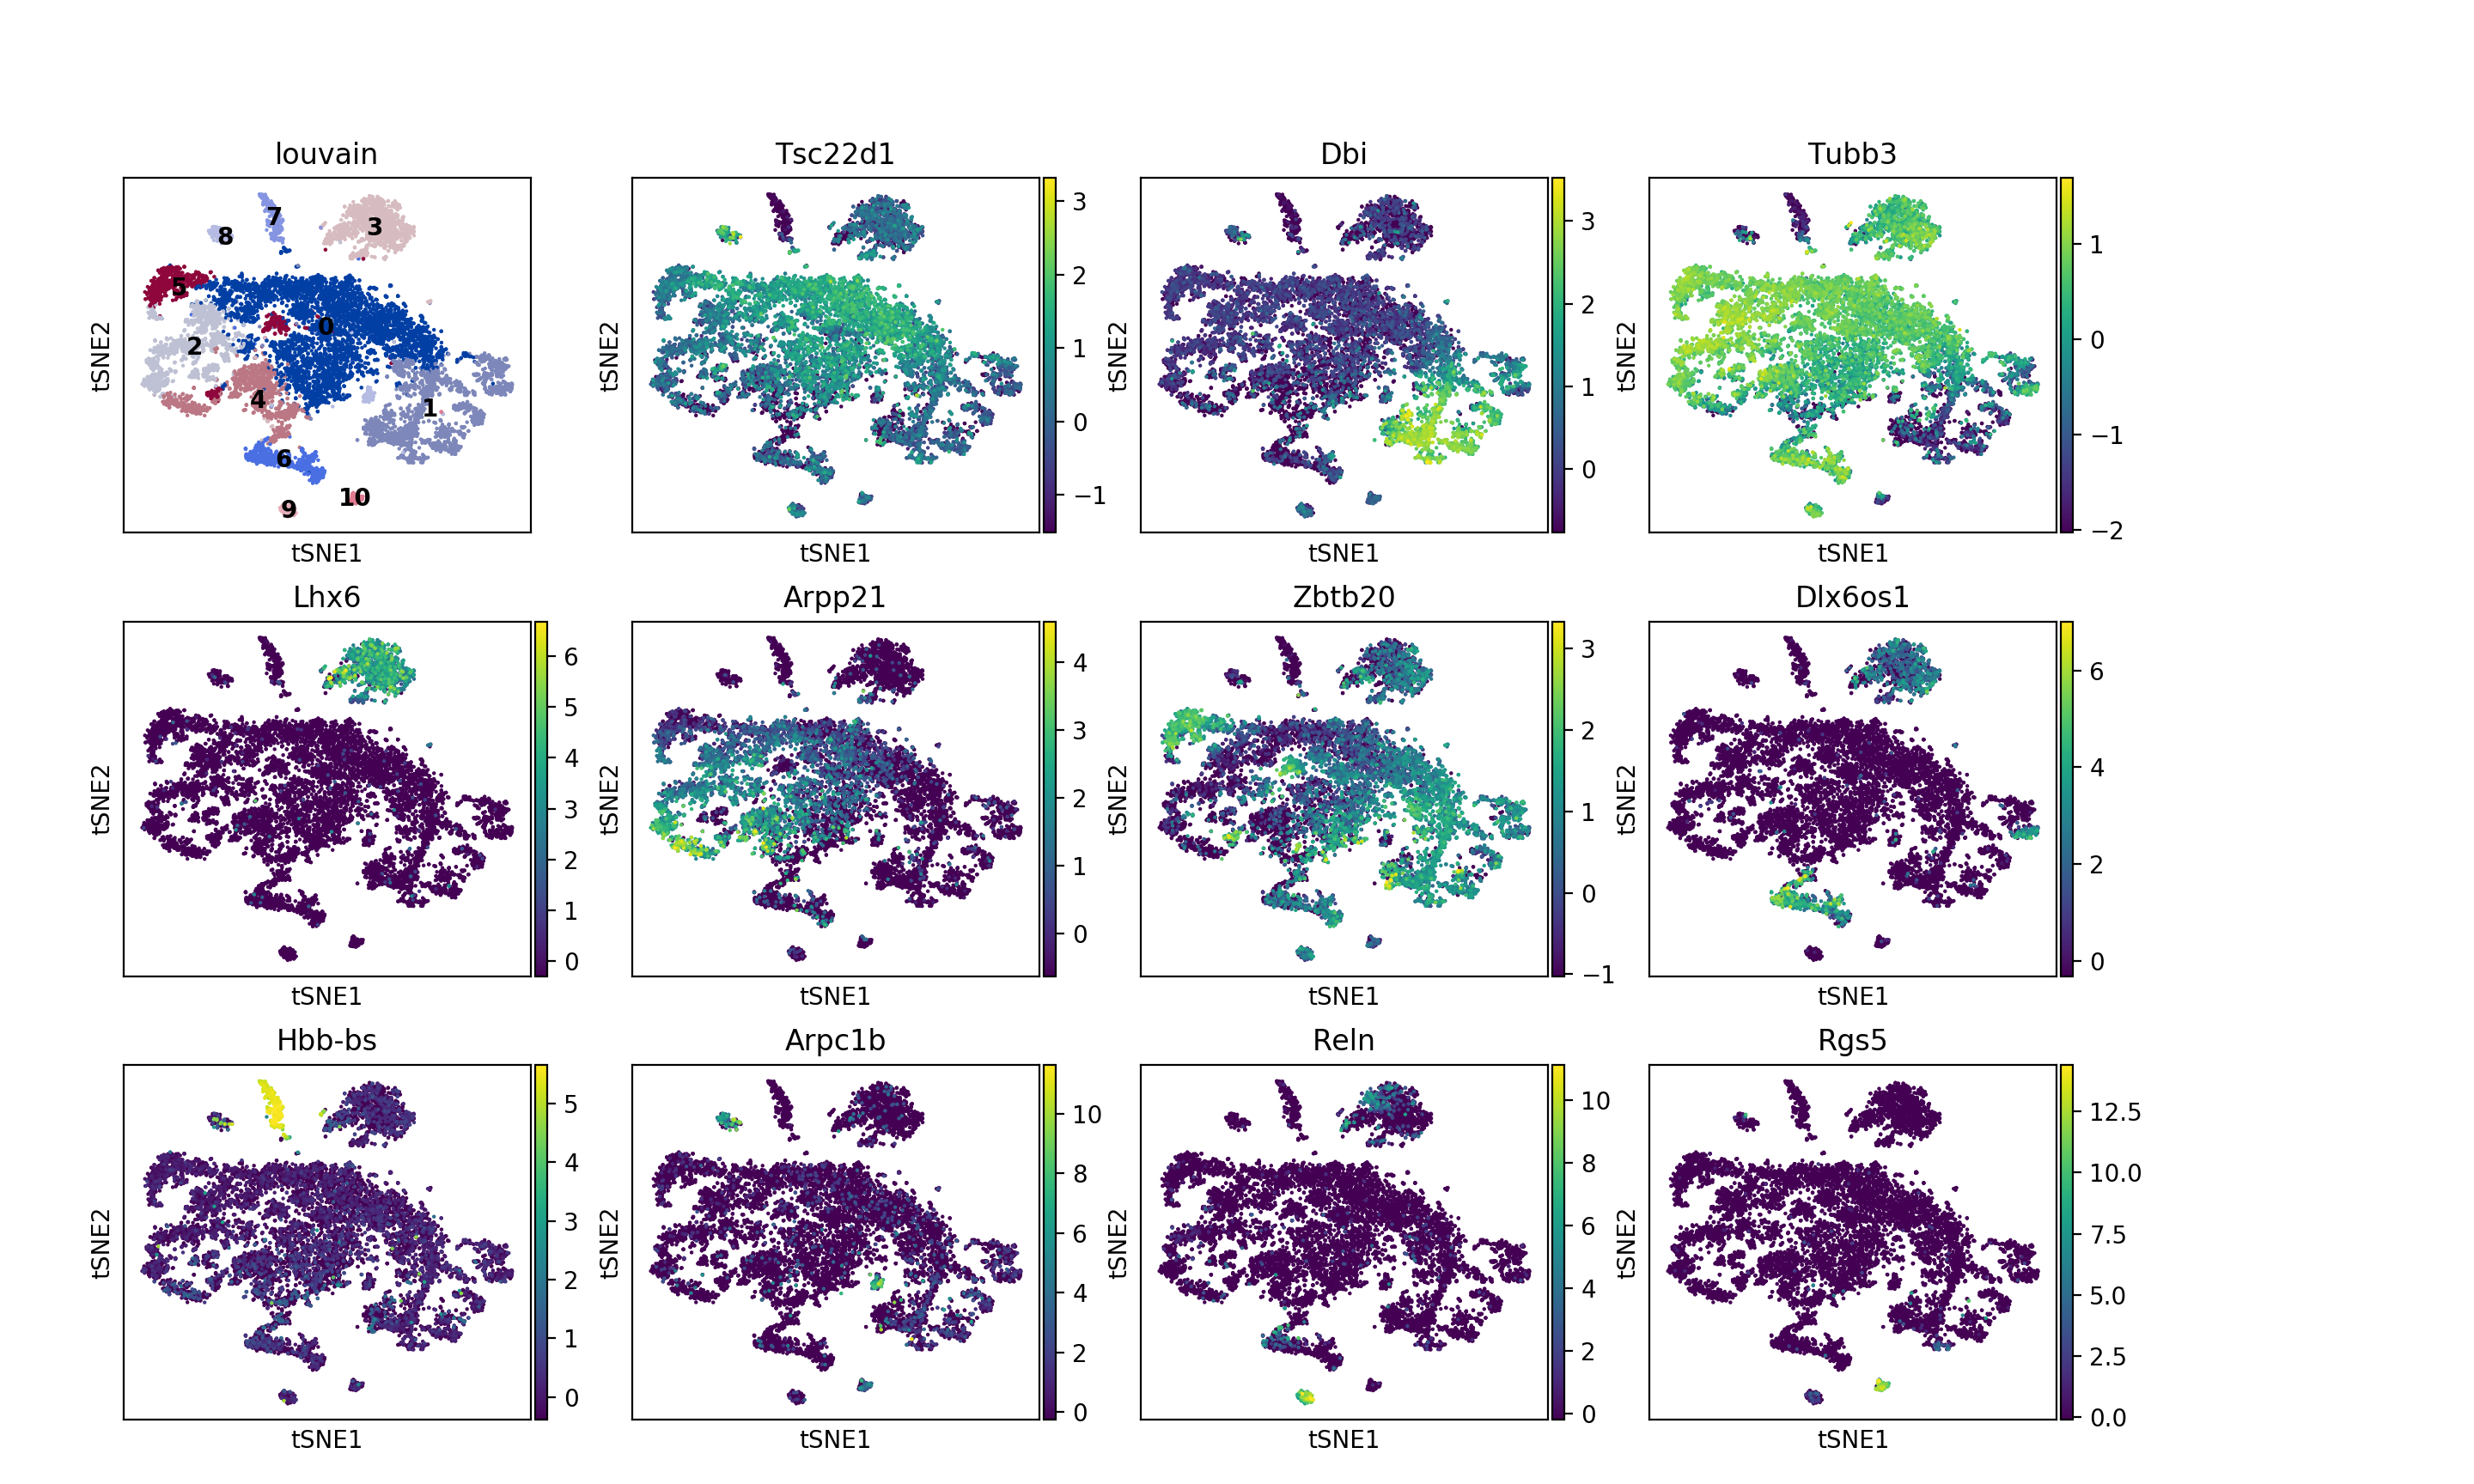 louvain
Tsc22d1
Dbi
Tubb3
7
3
8
5
0
2
4
1
6
10
9
3
2
1
0
−1
3
2
1
0
1
0
−1
−2
tSNE2
tSNE2
tSNE2
tSNE2
tSNE1
tSNE1
tSNE1
tSNE1
Lhx6
Arpp21
Zbtb20
Dlx6os1
6
5
4
3
2
1
0
4
3
2
1
0
3
2
1
0
−1
6
4
2
0
tSNE2
tSNE2
tSNE2
tSNE2
tSNE1
tSNE1
tSNE1
tSNE1
Hbb-bs
Arpc1b
Reln
Rgs5
5
4
3
2
1
0
10
8
6
4
2
0
10
8
6
4
2
0
12.5
10.0
7.5
5.0
2.5
0.0
tSNE2
tSNE2
tSNE2
tSNE2
tSNE1
tSNE1
tSNE1
tSNE1